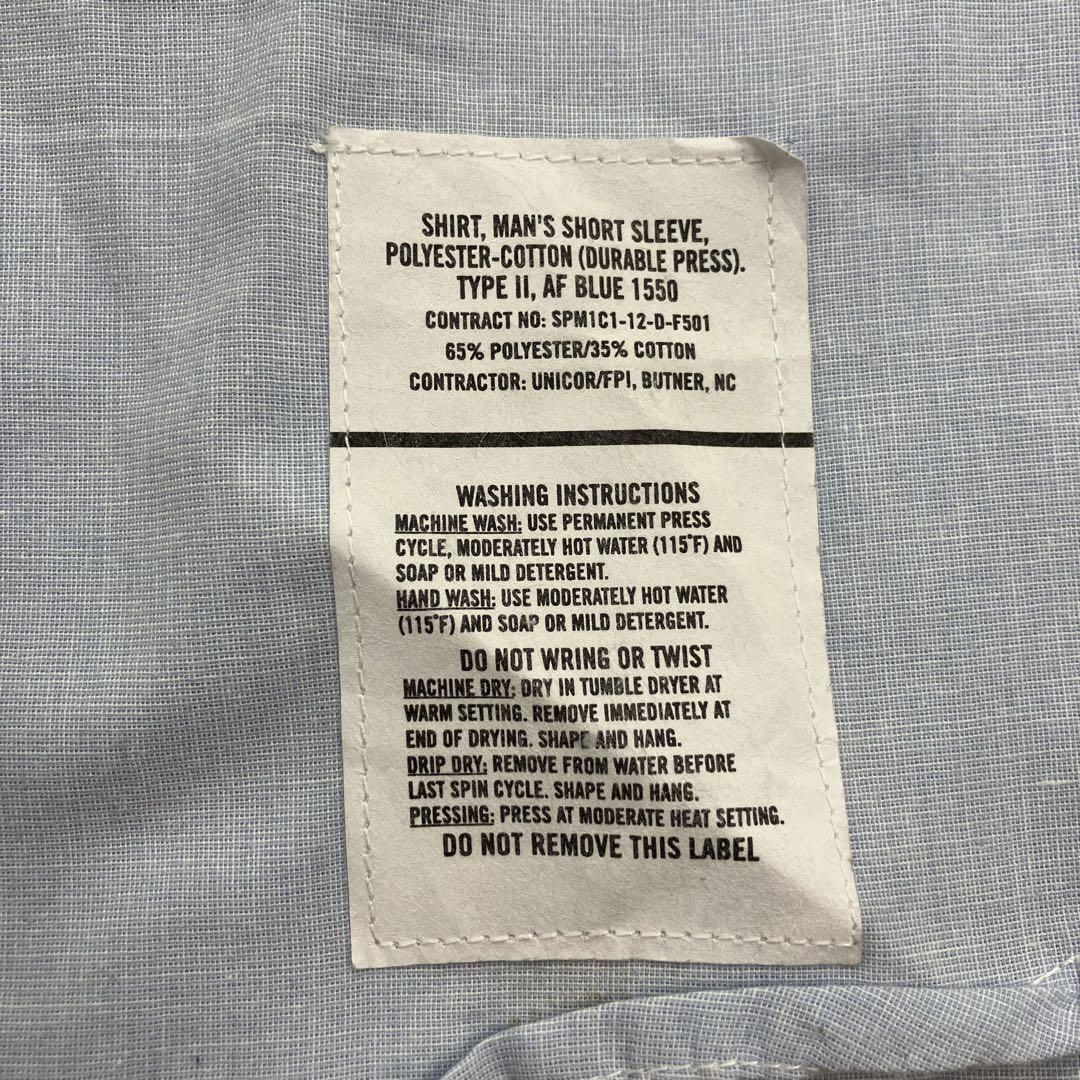 SHIRT, MAN'S SHORT SLEEVE,
POLYESTER-COTTON (DURABLE PRESS).
TYPE II, AF BLUE 1550
CONTRACT NO: SPM1C1-12-D-F501
65% POLYESTER/35% COTTON
CONTRACTOR: UNICOR/FPI, BUTNER, NC
WASHING INSTRUCTIONS
MACHINE WASH: USE PERMANENT PRESS
CYCLE, MODERATELY HOT WATER (115°F) AND
SOAP OR MILD DETERGENT.
HAND WASH: USE MODERATELY HOT WATER
(115°F) AND SOAP OR MILD DETERGENT.
DO NOT WRING OR TWIST
MACHINE DRY: DRY IN TUMBLE DRYER AT
WARM SETTING. REMOVE IMMEDIATELY AT
END OF DRYING. SHAPE AND HANG.
DRIP DRY: REMOVE FROM WATER BEFORE
LAST SPIN CYCLE. SHAPE AND HANG.
PRESSING: PRESS AT MODERATE HEAT SETTING.
DO NOT REMOVE THIS LABEL